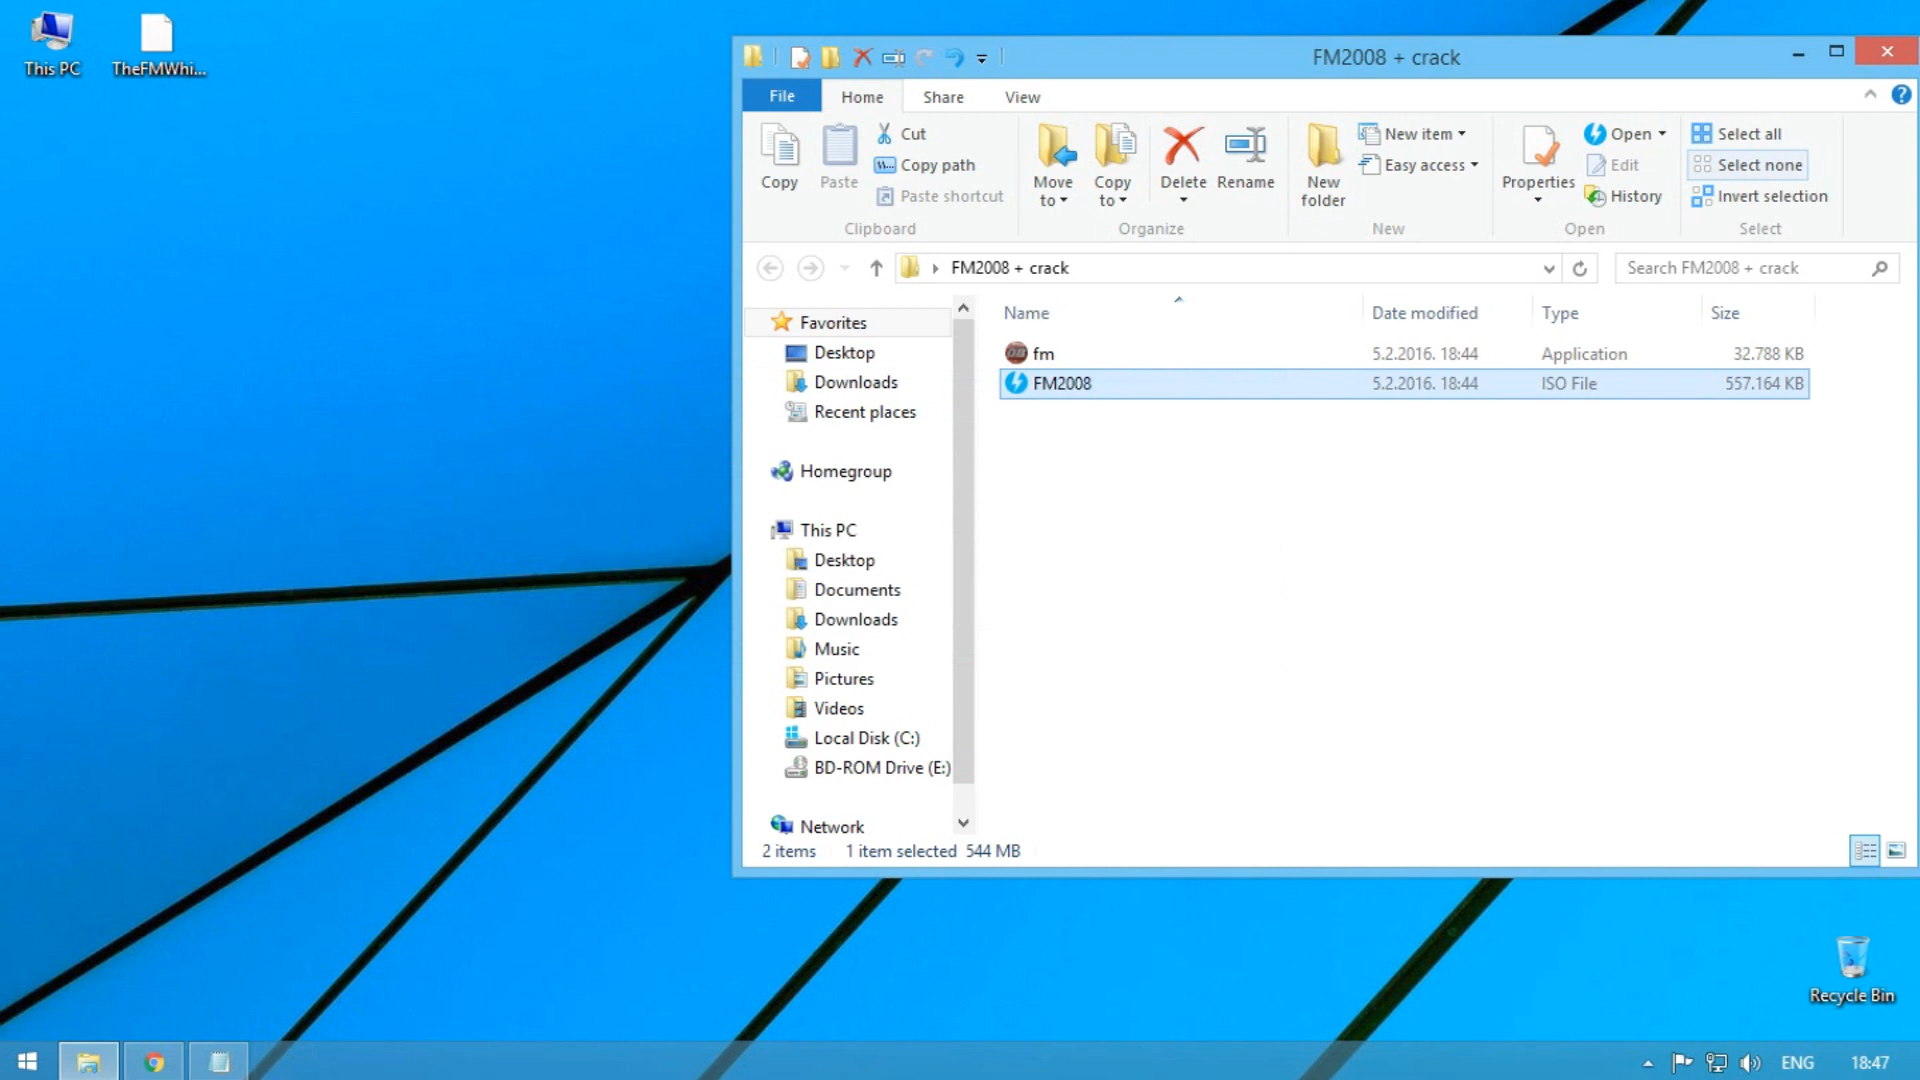 This PC
TheFMWhi...
FM2008 + crack
File
Home
Share
View
Copy
Paste
Cut
Copy path
Paste shortcut
Clipboard
Move to
Copy to
Delete
Rename
Organize
New folder
New item
Easy access
New
Properties
Open
Edit
History
Open
Select all
Select none
Invert selection
Select
FM2008 + crack
Search FM2008 + crack
Favorites
Desktop
Downloads
Recent places
Homegroup
This PC
Desktop
Documents
Downloads
Music
Pictures
Videos
Local Disk (C:)
BD-ROM Drive (E:)
Network
Name Date modified Type Size
fm 5.2.2016. 18:44 Application 32.788 KB
FM2008 5.2.2016. 18:44 ISO File 557.164 KB
2 items 1 item selected 544 MB
Recycle Bin
ENG 18:47